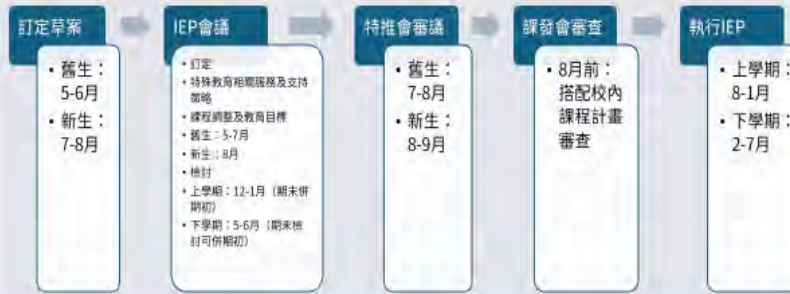 訂定草案
• 舊生：
5-6月
• 新生：
7-8月
IEP會議
• 訂定
• 特殊教育相關服務及支持
策略
• 課程調整及教育目標
• 舊生：5-7月
• 新生：8月
• 檢討
• 上學期：12-1月（期末併
期初）
• 下學期：5-6月（期末檢
討可併期初）
特推會審議
• 舊生：
7-8月
• 新生：
8-9月
課發會審查
• 8月前：
搭配校內
課程計畫
審查
執行IEP
• 上學期：
8-1月
• 下學期：
2-7月